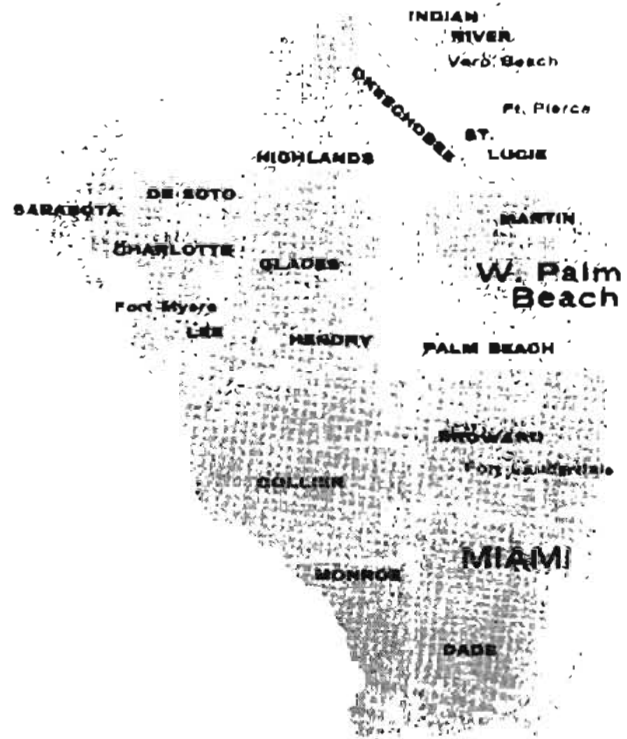 INDIAN
RIVER
Vero Beach
OKEECHOBEE
Ft. Pierce
ST.
LUCIE
HIGHLANDS
DE SOTO
SARASOTA
MARTIN
CHARLOTTE
GLADES
W. Palm
Beach
Fort Myers
LEE
HENDRY
PALM BEACH
BROWARD
Fort Lauderdale
COLLIER
MIAMI
MONROE
DADE